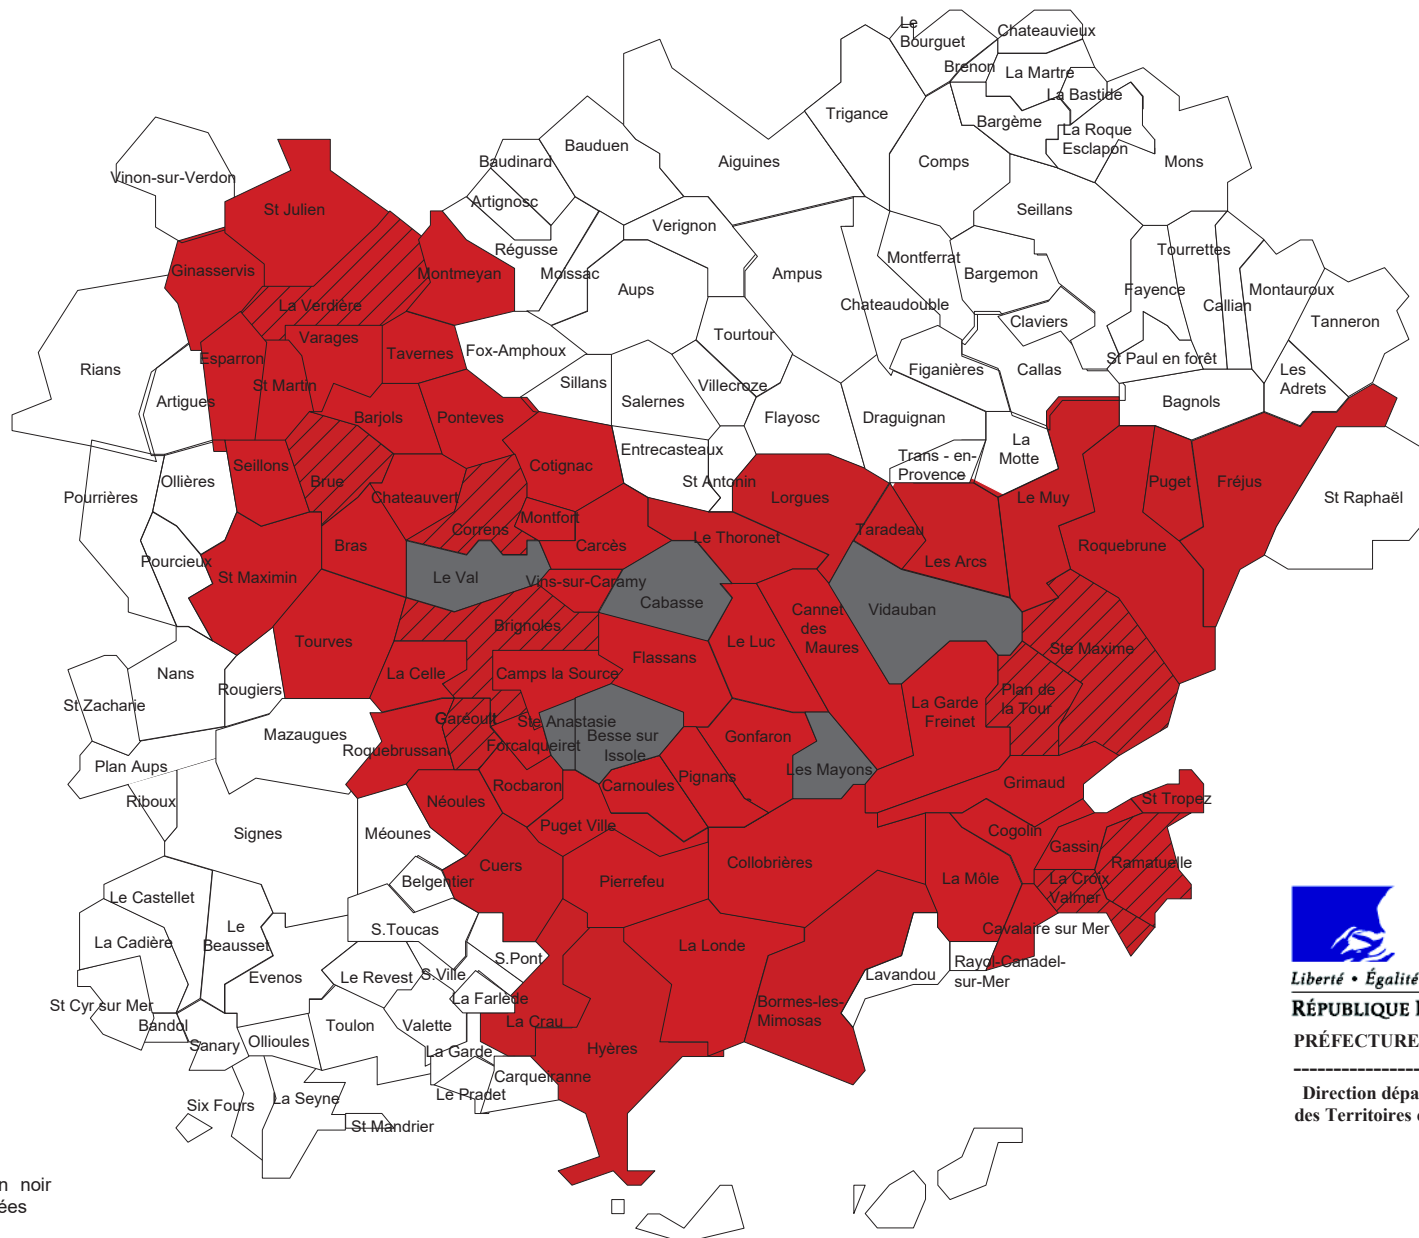 Le
Bourguet
Chateauvieux
Brenon
La Martre
La Bastide
Trigance
Bargème
La Roque
Esclapon
Bauduen
Baudinard
Aiguines
Comps
Mons
Vinon-sur-Verdon
Artignosc
St Julien
Seillans
Verignon
Régusse
Tourrettes
Montferrat
Ginasservis
Montmeyan
Moissac
Ampus
Bargemon
Aups
Fayence
Montauroux
La Verdière
Chateaudouble
Callian
Claviers
Tanneron
Varages
Tourtour
Esparron
Tavernes
Fox-Amphoux
St Paul en forêt
Rians
Figanières
Callas
Les
Adrets
St Martin
Sillans
Villecroze
Artigues
Salernes
Bagnols
Barjols
Ponteves
Flayosc
Draguignan
La
Motte
Entrecasteaux
Trans - en-
Provence
Seillons
Cotignac
St Antonin
Ollières
Brue
Puget
Fréjus
Pourrières
Chateauvert
Lorgues
Le Muy
St Raphaël
Montfort
Correns
Taradeau
Le Thoronet
Bras
Carcès
Roquebrune
Pourcieux
Les Arcs
St Maximin
Le Val
Vins-sur-Caramy
Cabasse
Cannet
des
Maures
Vidauban
Brignoles
Tourves
Le Luc
Ste Maxime
Flassans
Nans
La Celle
Camps la Source
Rougiers
Plan de
la Tour
St Zacharie
La Garde
Freinet
Garéoult
Ste Anastasie
Mazaugues
Besse sur
Issole
Gonfaron
Roquebrussan
Forcalqueiret
Plan Aups
Les Mayons
Pignans
Rocbaron
Carnoules
Grimaud
Riboux
Néoules
St Tropez
Puget Ville
Signes
Méounes
Cogolin
Gassin
Cuers
Collobrières
Ramatuelle
Belgentier
Pierrefeu
La Môle
La Croix
Valmer
Le Castellet
Le
Beausset
S.Toucas
Cavalaire sur Mer
La Cadière
La Londe
S.Pont
Rayol-Canadel-
sur-Mer
Evenos
Le Revest
S.Ville
Lavandou
Liberté • Égalité
La Farlède
St Cyr sur Mer
Bormes-les-
Mimosas
RÉPUBLIQUE
Bandol
Toulon
Valette
La Crau
Sanary
Ollioules
PRÉFECTURE
La Garde
Hyères
Carqueiranne
Le Pradet
Direction
des Territoires
Six Fours
La Seyne
St Mandrier
noir